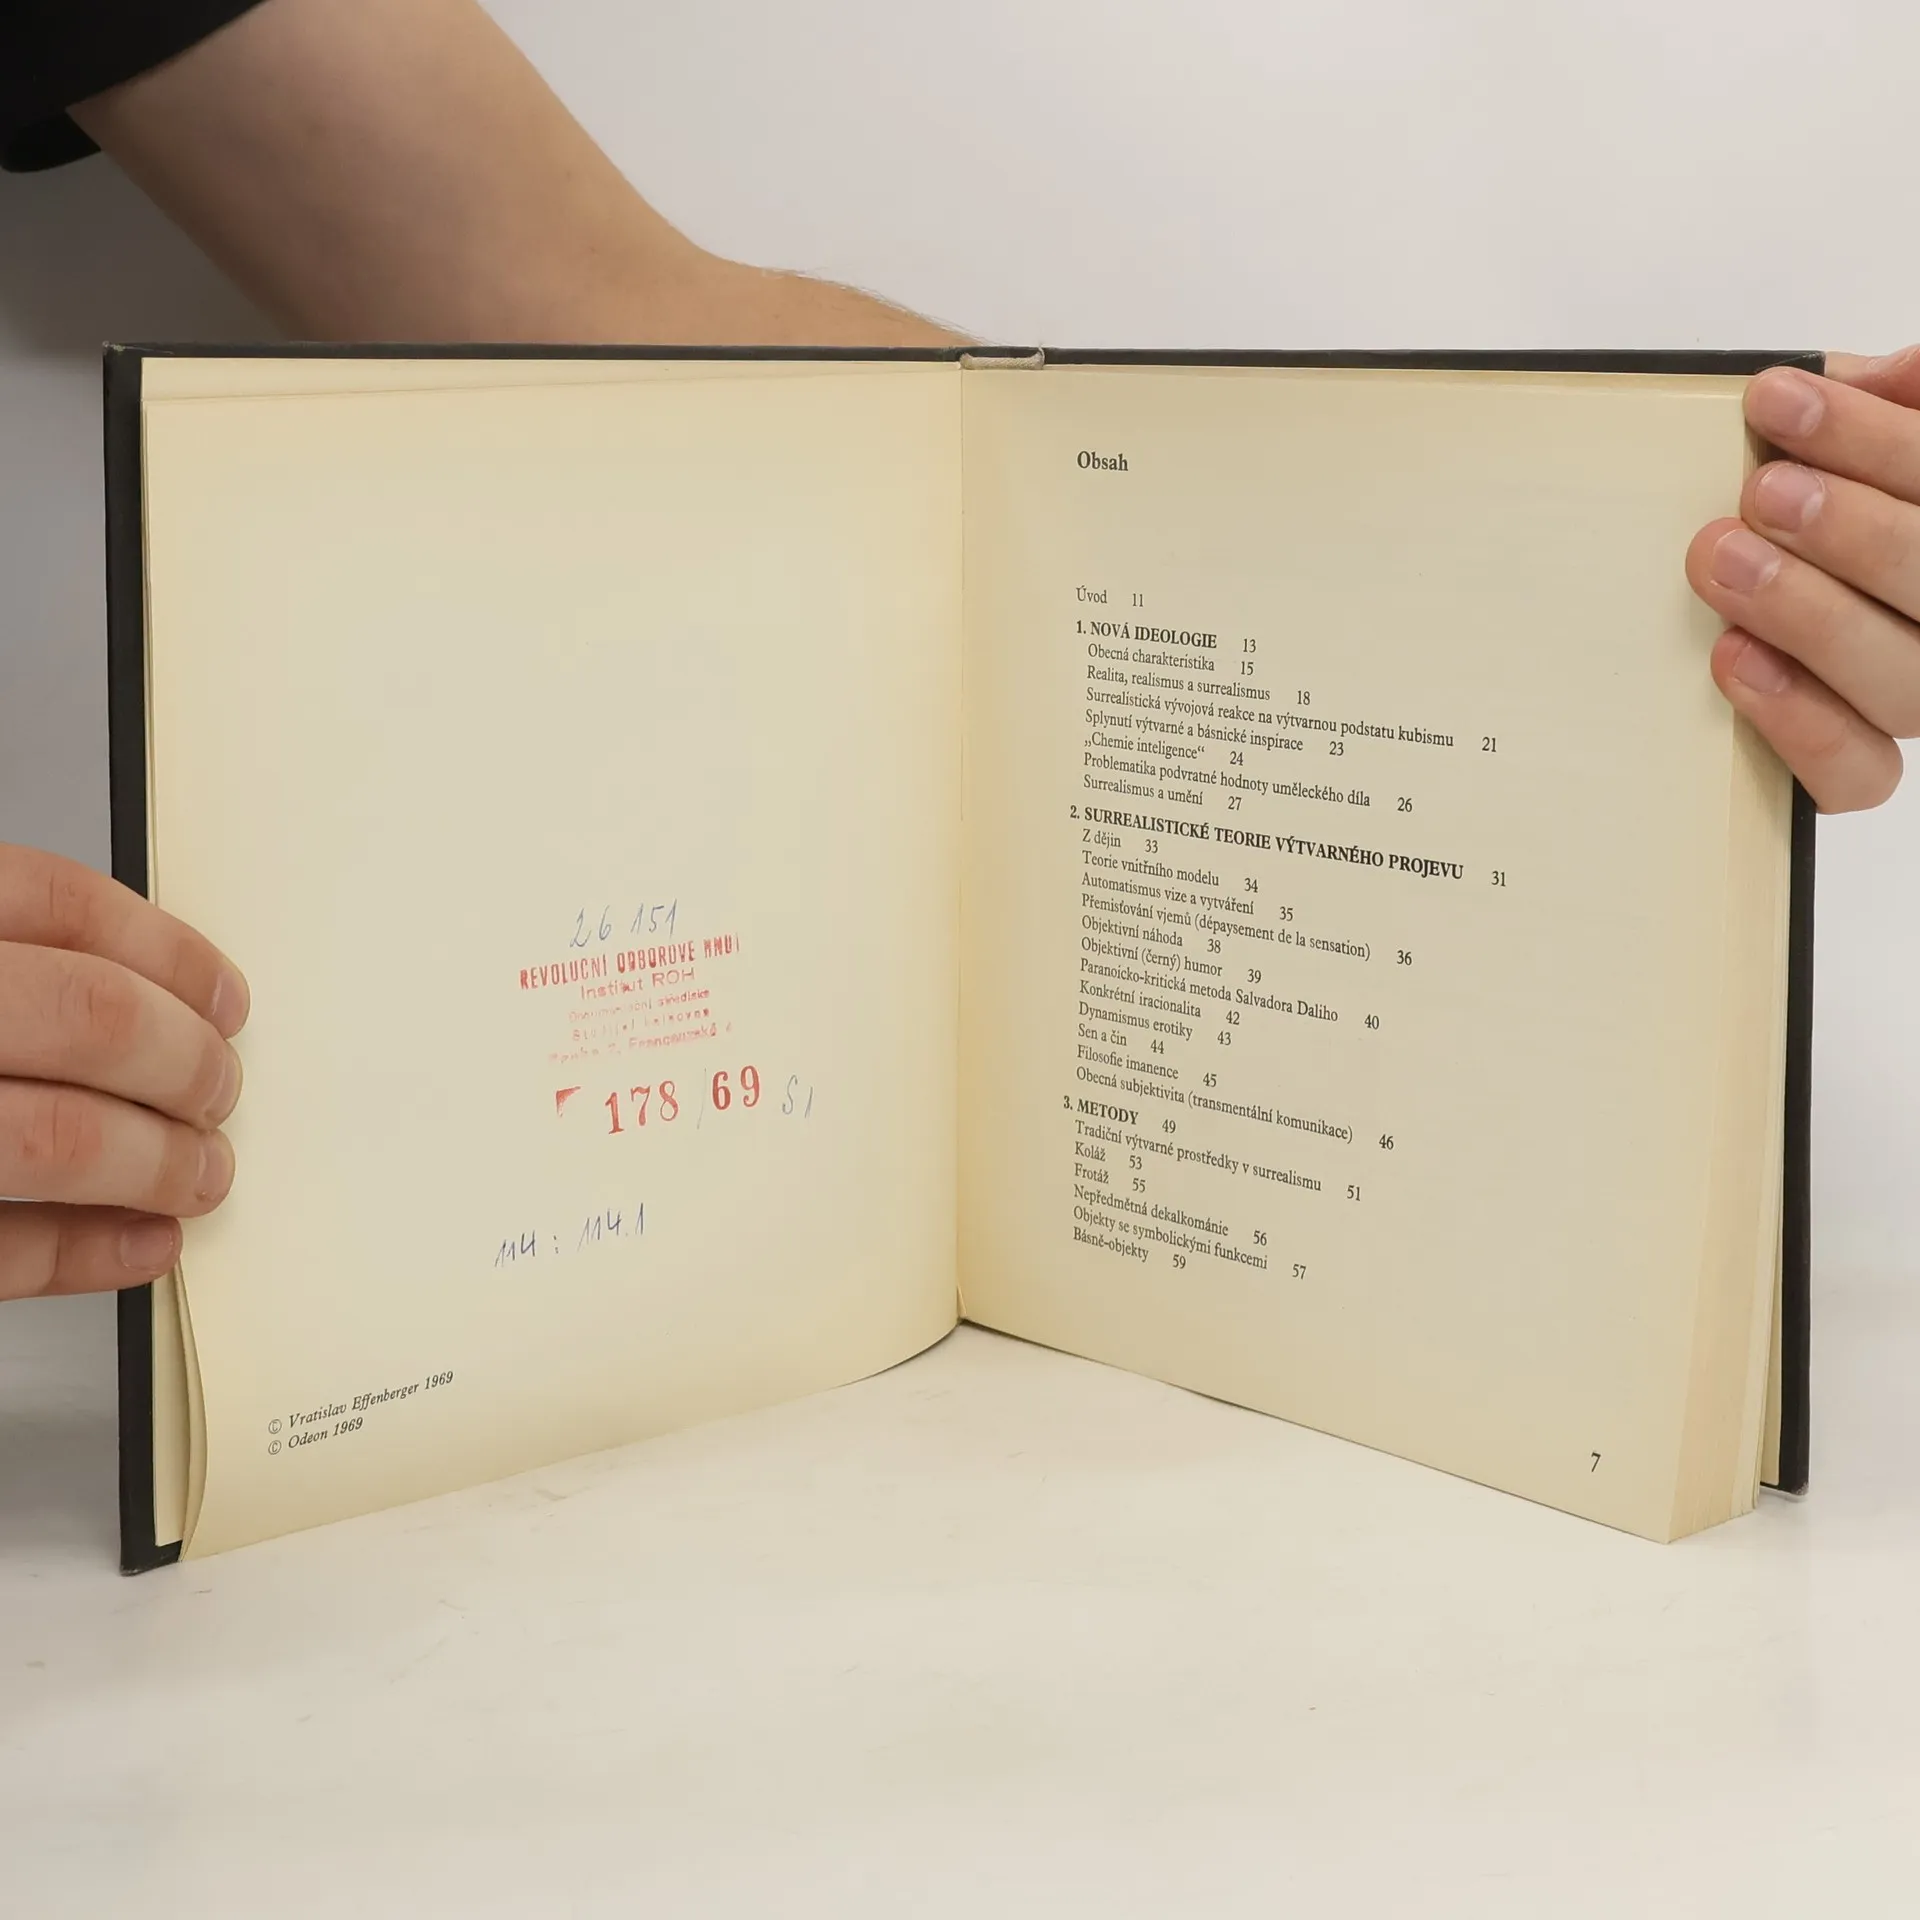 26 151
REVOLUČNÍ ODBOROVÉ HNUTÍ
Institut ROH
178/69 S1
114 : 114.1
© Vratislav Effenberger 1969
© Odeon 1969
Obsah
Úvod 11
1. NOVÁ IDEOLOGIE 13
Obecná charakteristika 15
Realita, realismus a surrealismus 18
Surrealistická vývojová reakce na výtvarnou podstatu kubismu 21
Splynutí výtvarné a básnické inspirace 23
„Chemie inteligence“ 24
Problematika podvratné hodnoty uměleckého díla 26
Surrealismus a umění 27
2. SURREALISTICKÉ TEORIE VÝTVARNÉHO PROJEVU 31
Z dějin 33
Teorie vnitřního modelu 34
Automatismus vize a vytváření 35
Přemisťování vjemů (dépaysement de la sensation) 36
Objektivní náhoda 38
Objektivní (černý) humor 39
Paranoicko-kritická metoda Salvadora Daliho 40
Konkrétní iracionalita 42
Dynamismus erotiky 43
Sen a čin 44
Filosofie imanence 45
Obecná subjektivita (transmentální komunikace) 46
3. METODY 49
Tradiční výtvarné prostředky v surrealismu 51
Koláž 53
Frotáž 55
Nepředmětná dekalkománie 56
Objekty se symbolickými funkcemi 57
Básně-objekty 59
7